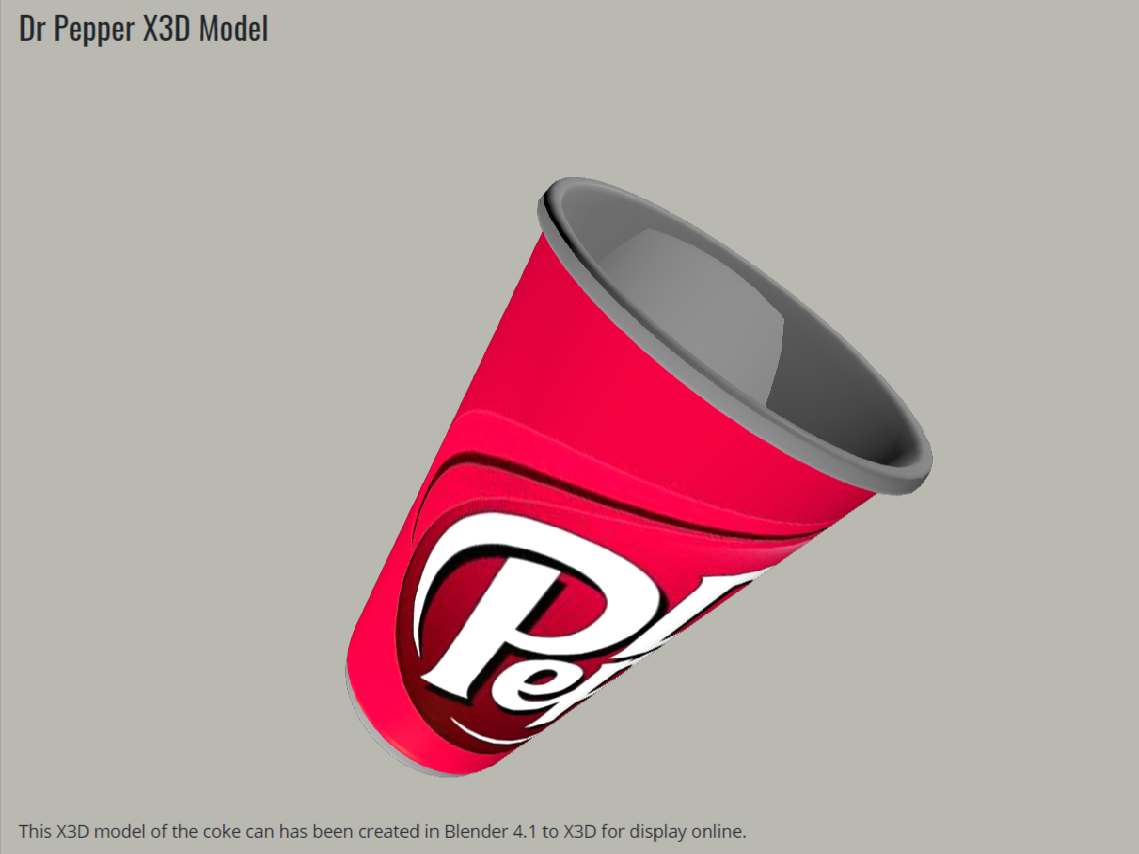 Dr Pepper X3D Model
This X3D model of the coke can has been created in Blender 4.1 to X3D for display online.